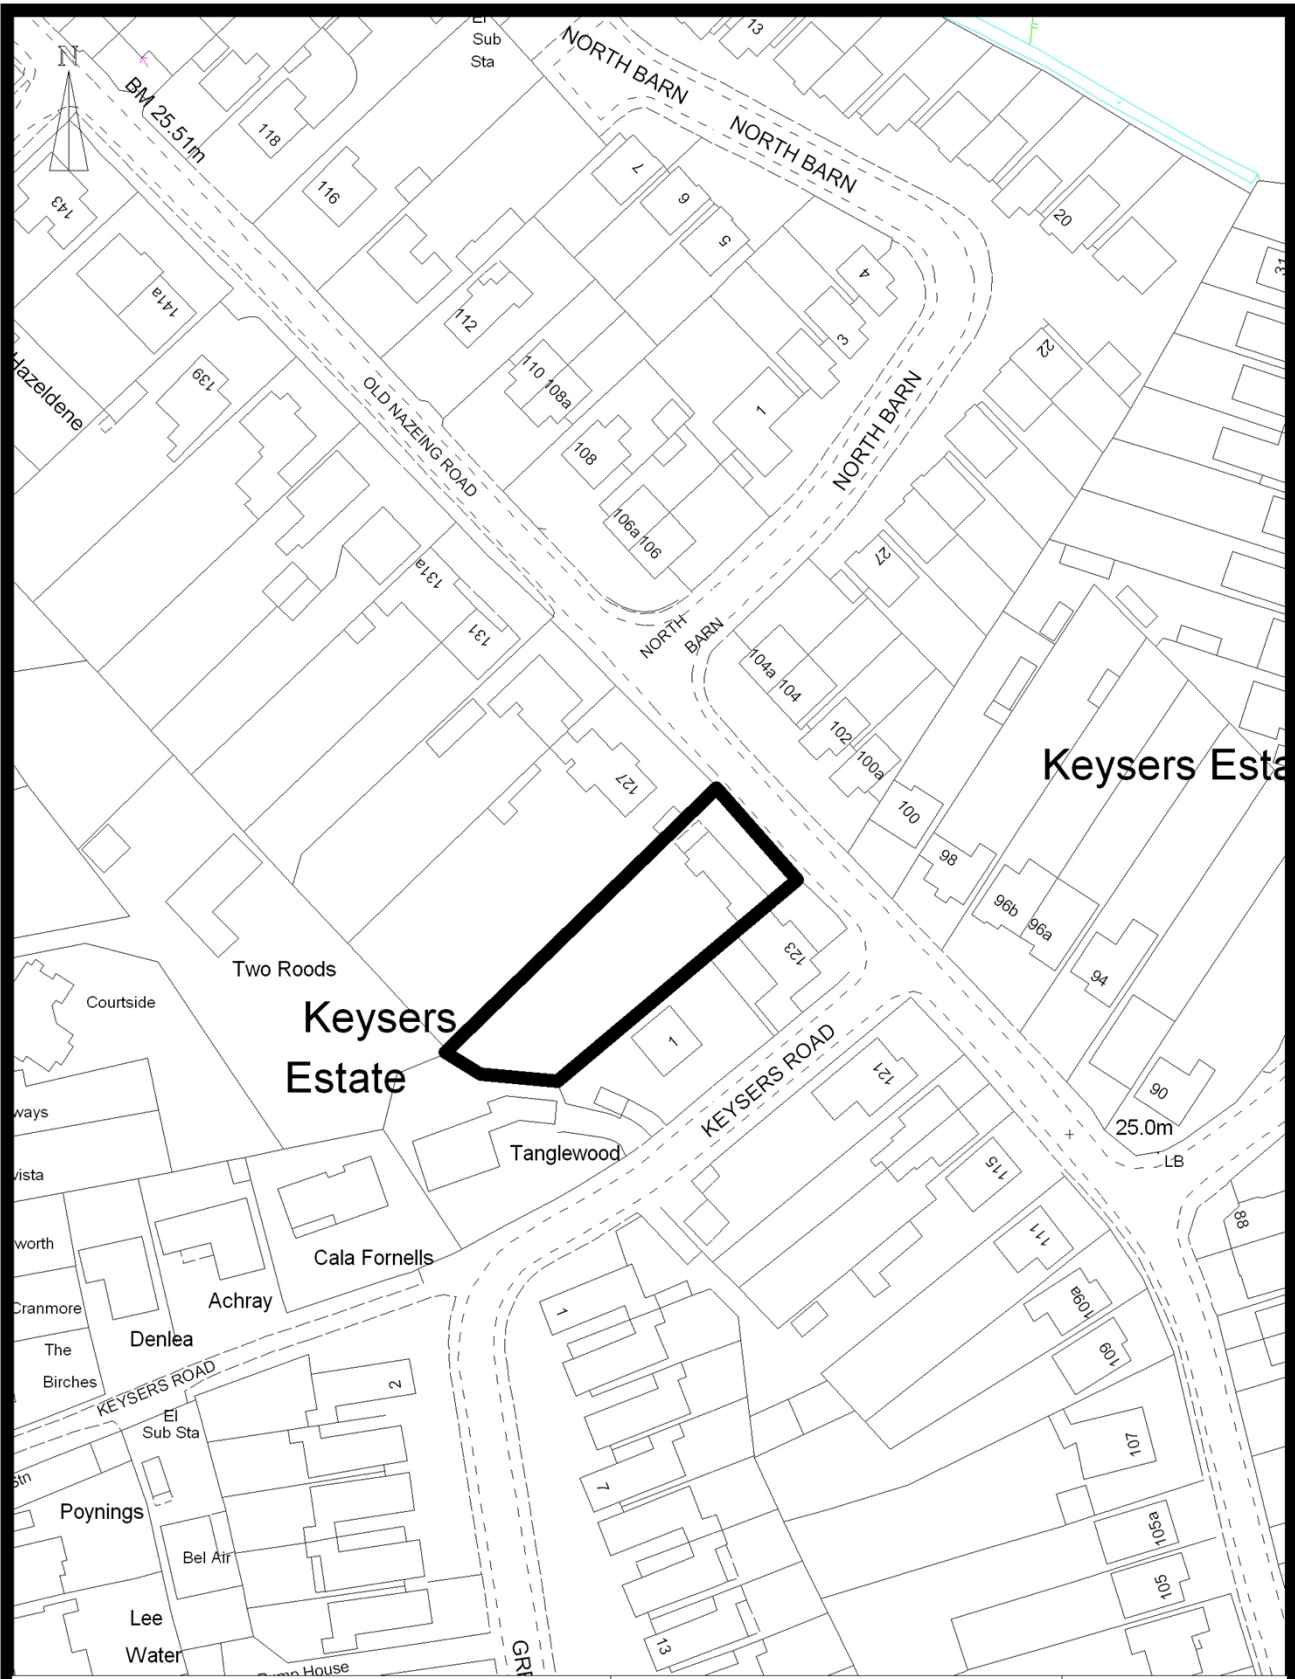 El
Sub
Sta
13
NORTH BARN
N
BM 25.51m
118
NORTH BARN
116
7
6
5
143
20
4
31
141a
112
3
22
Hazeldene
139
110
108a
OLD NAZEING ROAD
1
NORTH BARN
108
106a
106
27
131a
131
NORTH
BARN
104a
104
102
100a
Keysers Esta
127
100
98
96b
96a
123
94
Two Roods
Courtside
Keysers
Estate
1
KEYSERS ROAD
121
90
25.0m
LB
ways
Tanglewood
115
vista
111
88
worth
Cala Fornells
109a
Cranmore
Achray
1
109
The
Birches
Denlea
KEYSERS ROAD
2
El
Sub Sta
107
Stn
7
Poynings
105a
Bel Air
105
Lee
Water
13
GRE